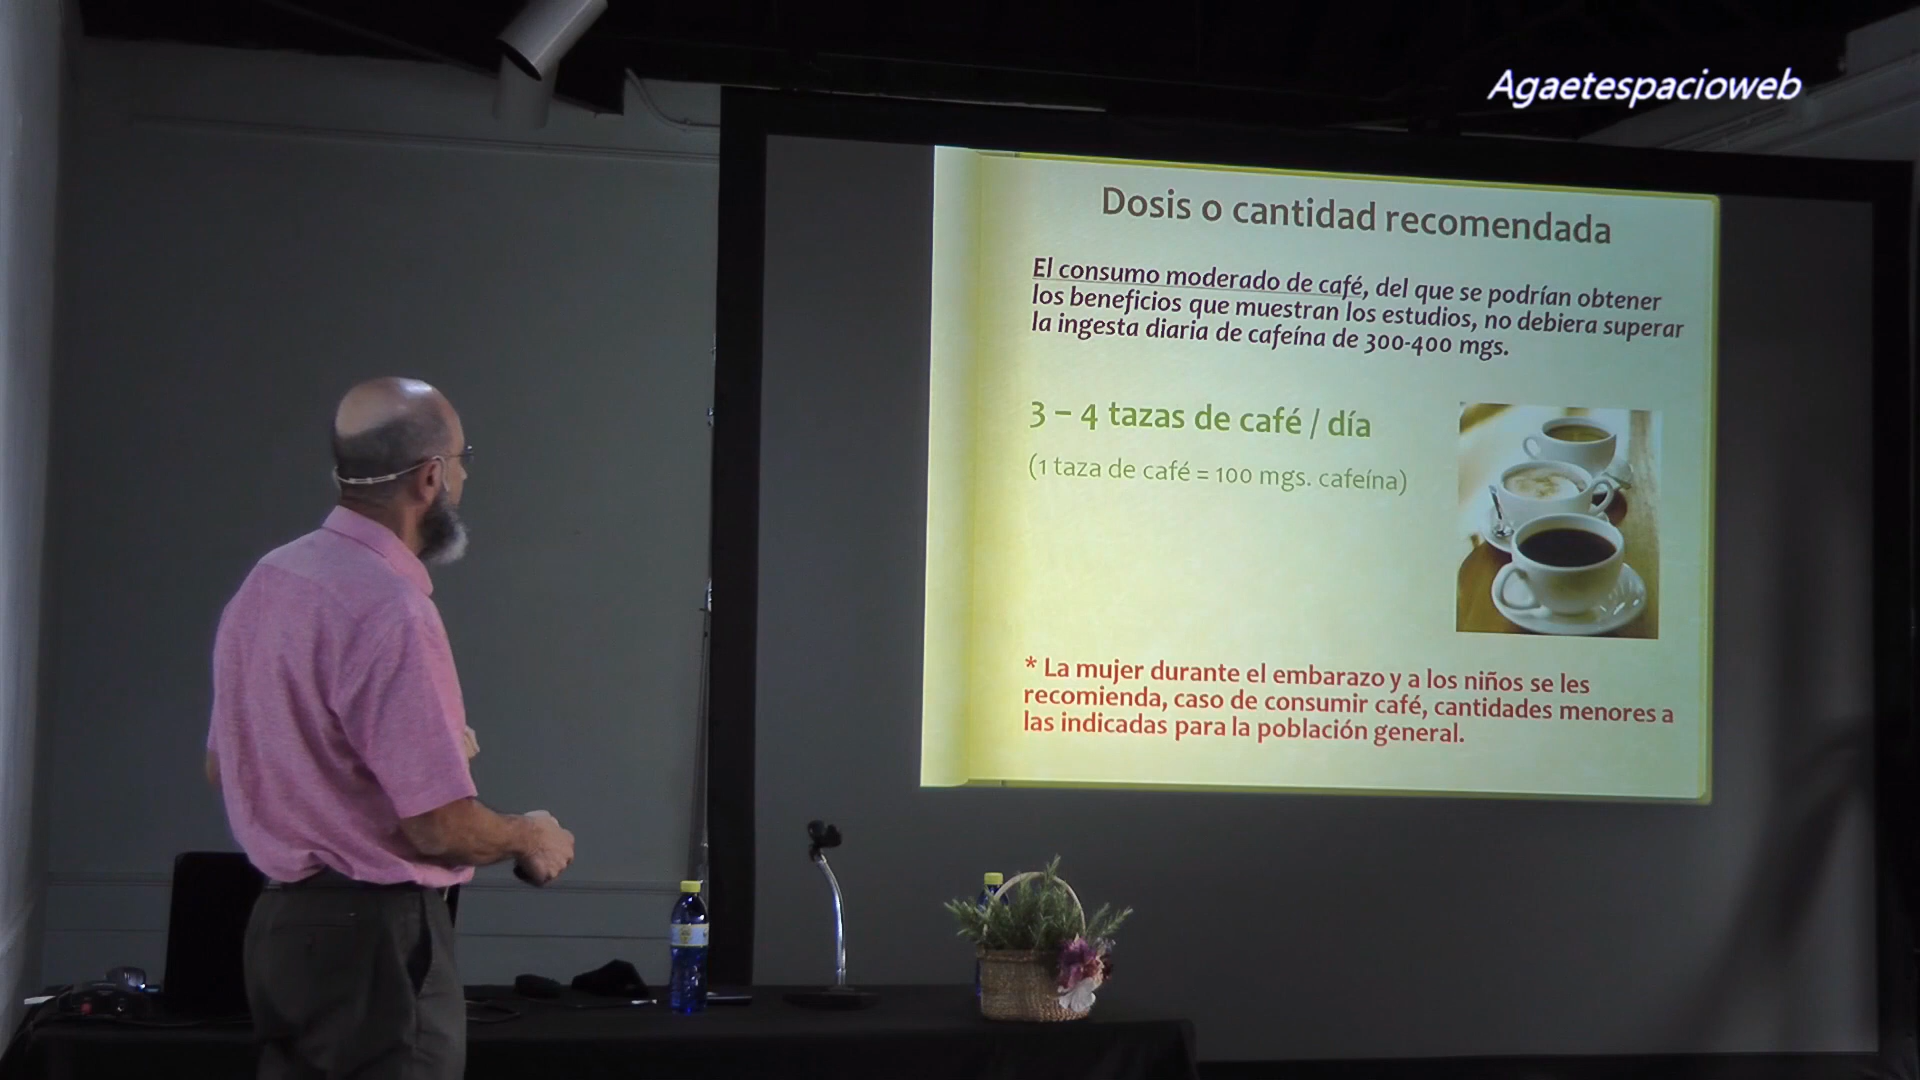 Agaetespacioweb
Dosis o cantidad recomendada
El consumo moderado de café, del que se podrían obtener
los beneficios que muestran los estudios, no debiera superar
la ingesta diaria de cafeína de 300-400 mgs.
3 – 4 tazas de café / día
(1 taza de café = 100 mgs. cafeína)
* La mujer durante el embarazo y a los niños se les
recomienda, caso de consumir café, cantidades menores a
las indicadas para la población general.